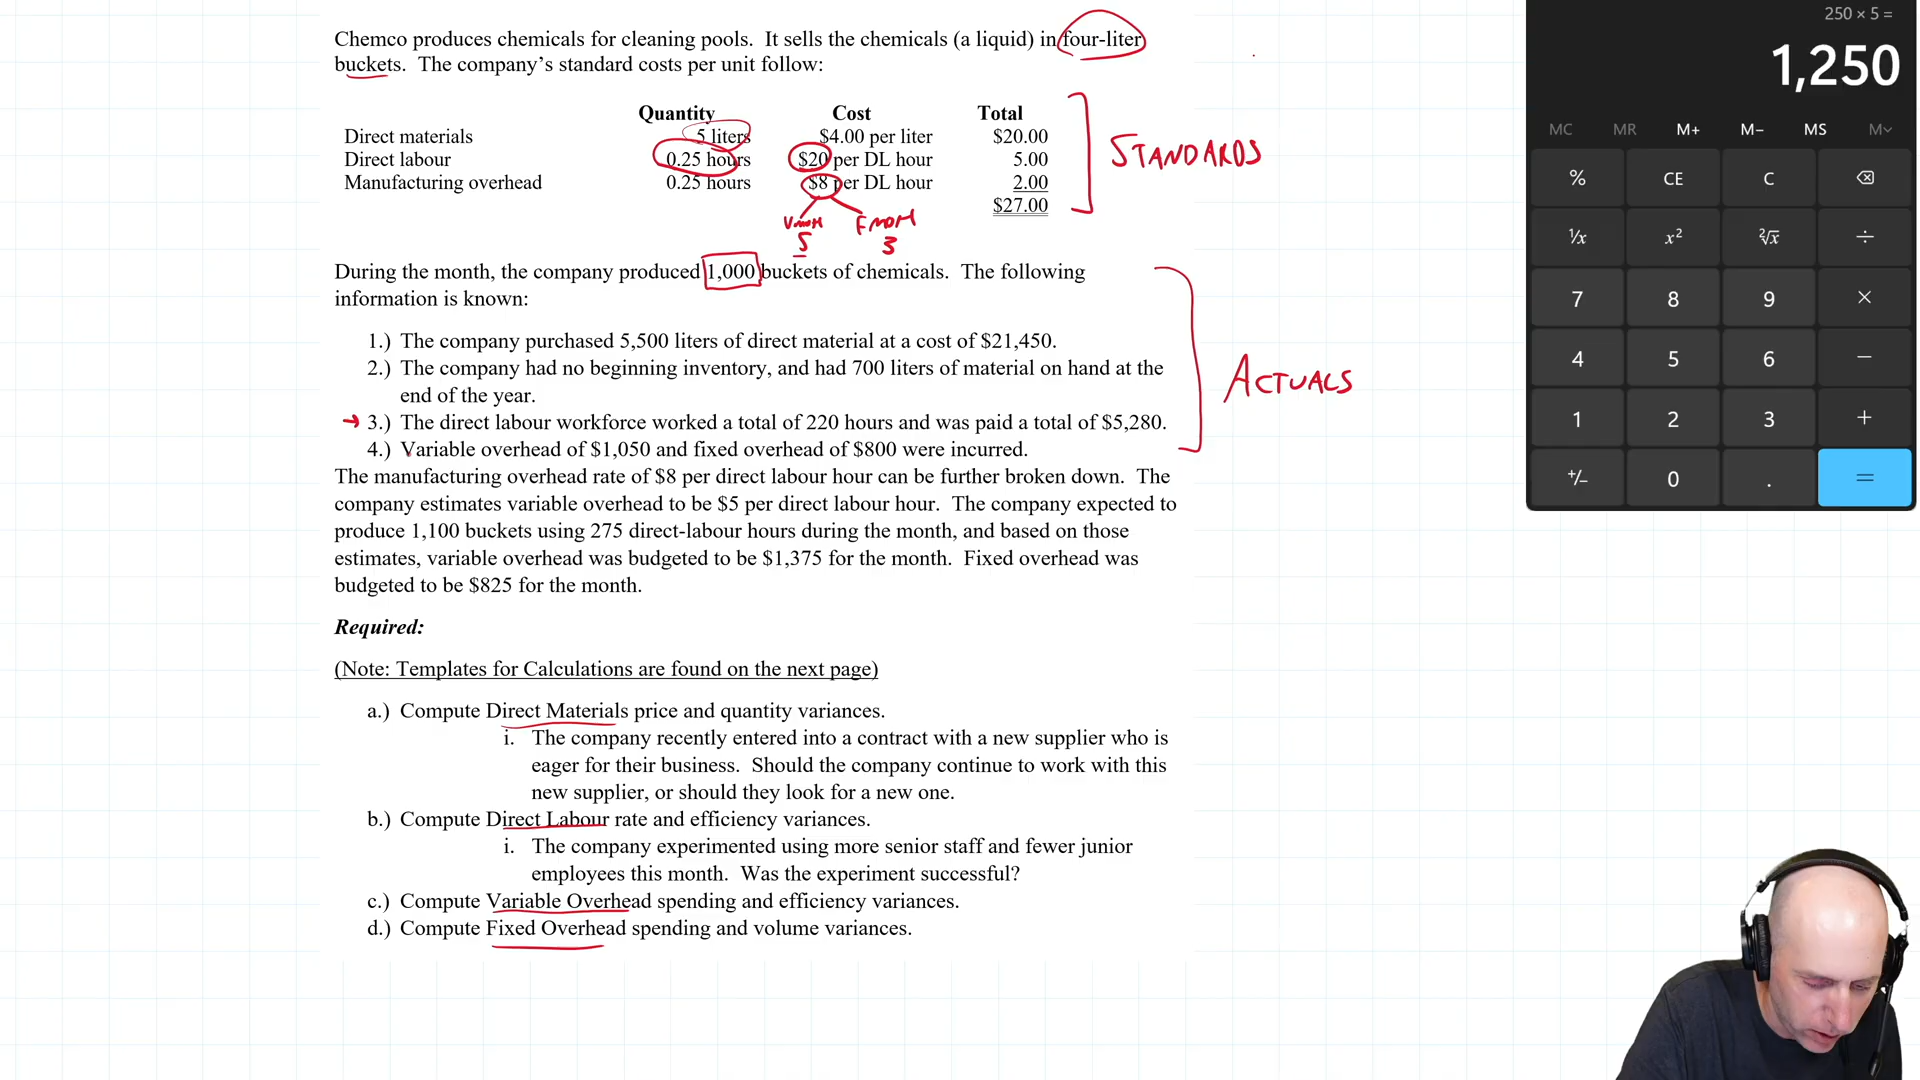 Chemco produces chemicals for cleaning pools. It sells the chemicals (a liquid) in four-liter
buckets. The company's standard costs per unit follow:
Quantity Cost Total
Direct materials 5 liters $4.00 per liter $20.00
Direct labour 0.25 hours $20 per DL hour 5.00
Manufacturing overhead 0.25 hours $8 per DL hour 2.00
$27.00
STANDARDS
VMOH FMOH
5 3
During the month, the company produced 1,000 buckets of chemicals. The following
information is known:
1.) The company purchased 5,500 liters of direct material at a cost of $21,450.
2.) The company had no beginning inventory, and had 700 liters of material on hand at the
end of the year.
3.) The direct labour workforce worked a total of 220 hours and was paid a total of $5,280.
4.) Variable overhead of $1,050 and fixed overhead of $800 were incurred.
ACTUALS
The manufacturing overhead rate of $8 per direct labour hour can be further broken down. The
company estimates variable overhead to be $5 per direct labour hour. The company expected to
produce 1,100 buckets using 275 direct-labour hours during the month, and based on those
estimates, variable overhead was budgeted to be $1,375 for the month. Fixed overhead was
budgeted to be $825 for the month.
Required:
(Note: Templates for Calculations are found on the next page)
a.) Compute Direct Materials price and quantity variances.
i. The company recently entered into a contract with a new supplier who is
eager for their business. Should the company continue to work with this
new supplier, or should they look for a new one.
b.) Compute Direct Labour rate and efficiency variances.
i. The company experimented using more senior staff and fewer junior
employees this month. Was the experiment successful?
c.) Compute Variable Overhead spending and efficiency variances.
d.) Compute Fixed Overhead spending and volume variances.
250 × 5 =
1,250
MC MR M+ M− MS M˅
% CE C ⌫
¹/x x² ²√x ÷
7 8 9 ×
4 5 6 −
1 2 3 +
+/− 0 . =